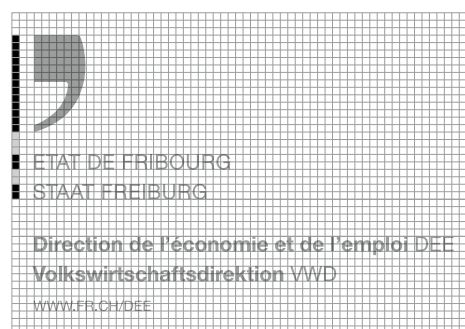 ETAT DE FRIBOURG
STAAT FREIBURG
Direction de l’économie et de l’emploi DEE
Volkswirtschaftsdirektion VWD
WWW.FR.CH/DEE